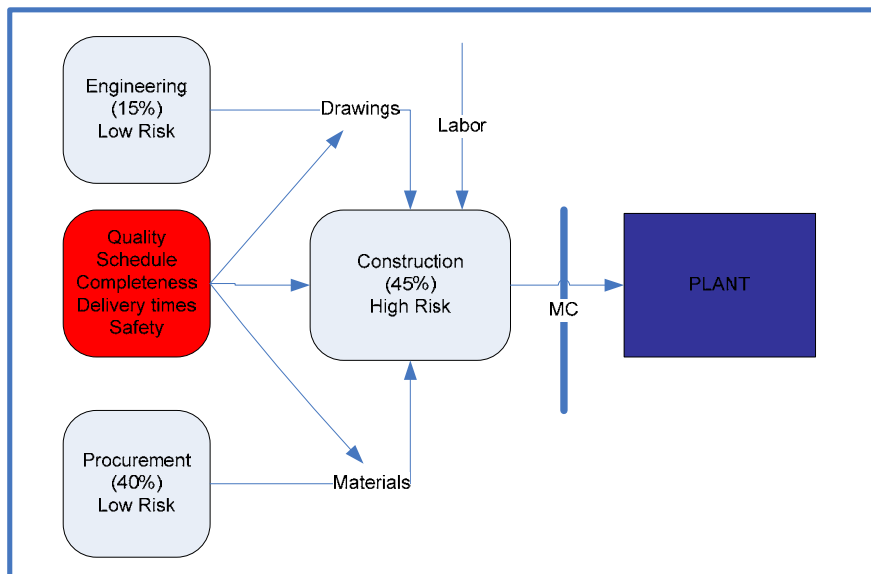 Engineering
(15%)
Low Risk
Drawings
Labor
Quality
Schedule
Completeness
Delivery times
Safety
Construction
(45%)
High Risk
MC
PLANT
Procurement
(40%)
Low Risk
Materials